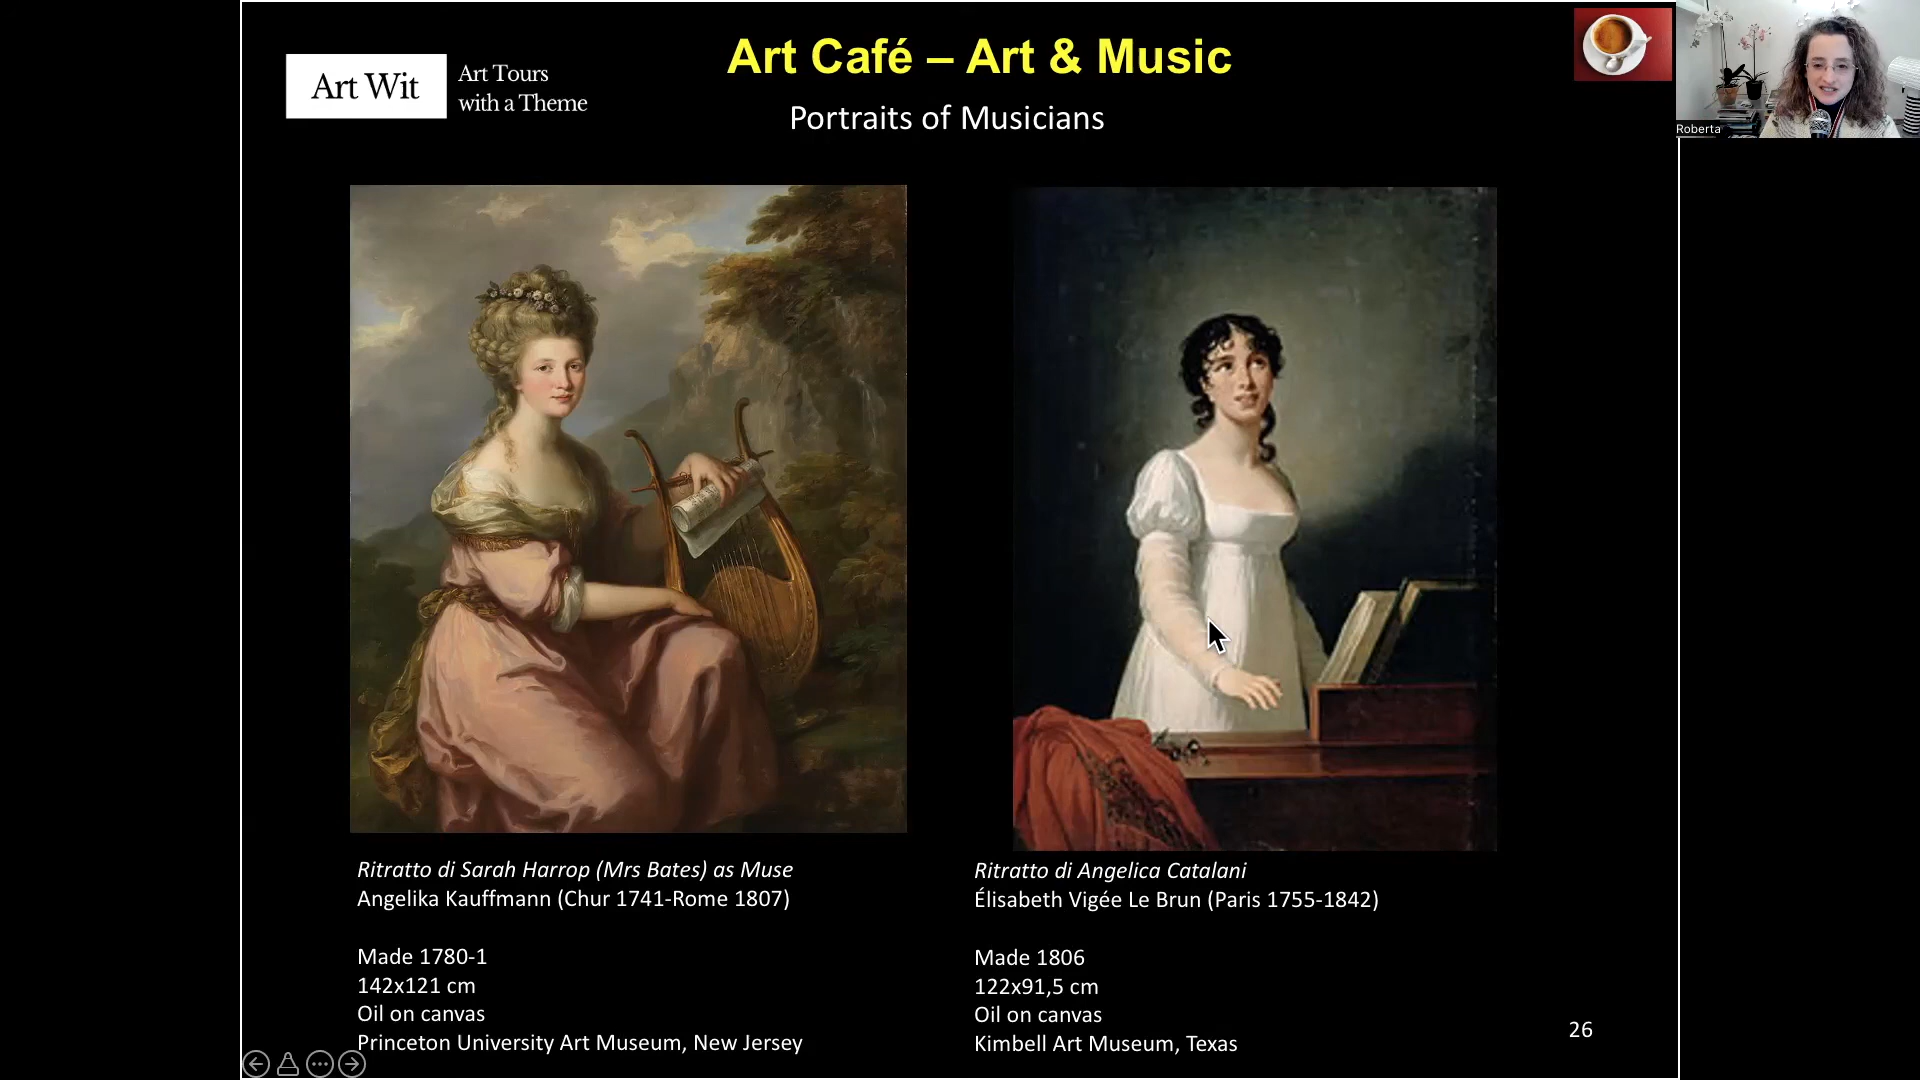 Art Wit
Art Tours
with a Theme
Art Café – Art & Music
Portraits of Musicians
Roberta
Ritratto di Sarah Harrop (Mrs Bates) as Muse
Angelika Kauffmann (Chur 1741-Rome 1807)
Made 1780-1
142x121 cm
Oil on canvas
Princeton University Art Museum, New Jersey
Ritratto di Angelica Catalani
Élisabeth Vigée Le Brun (Paris 1755-1842)
Made 1806
122x91,5 cm
Oil on canvas
Kimbell Art Museum, Texas
26